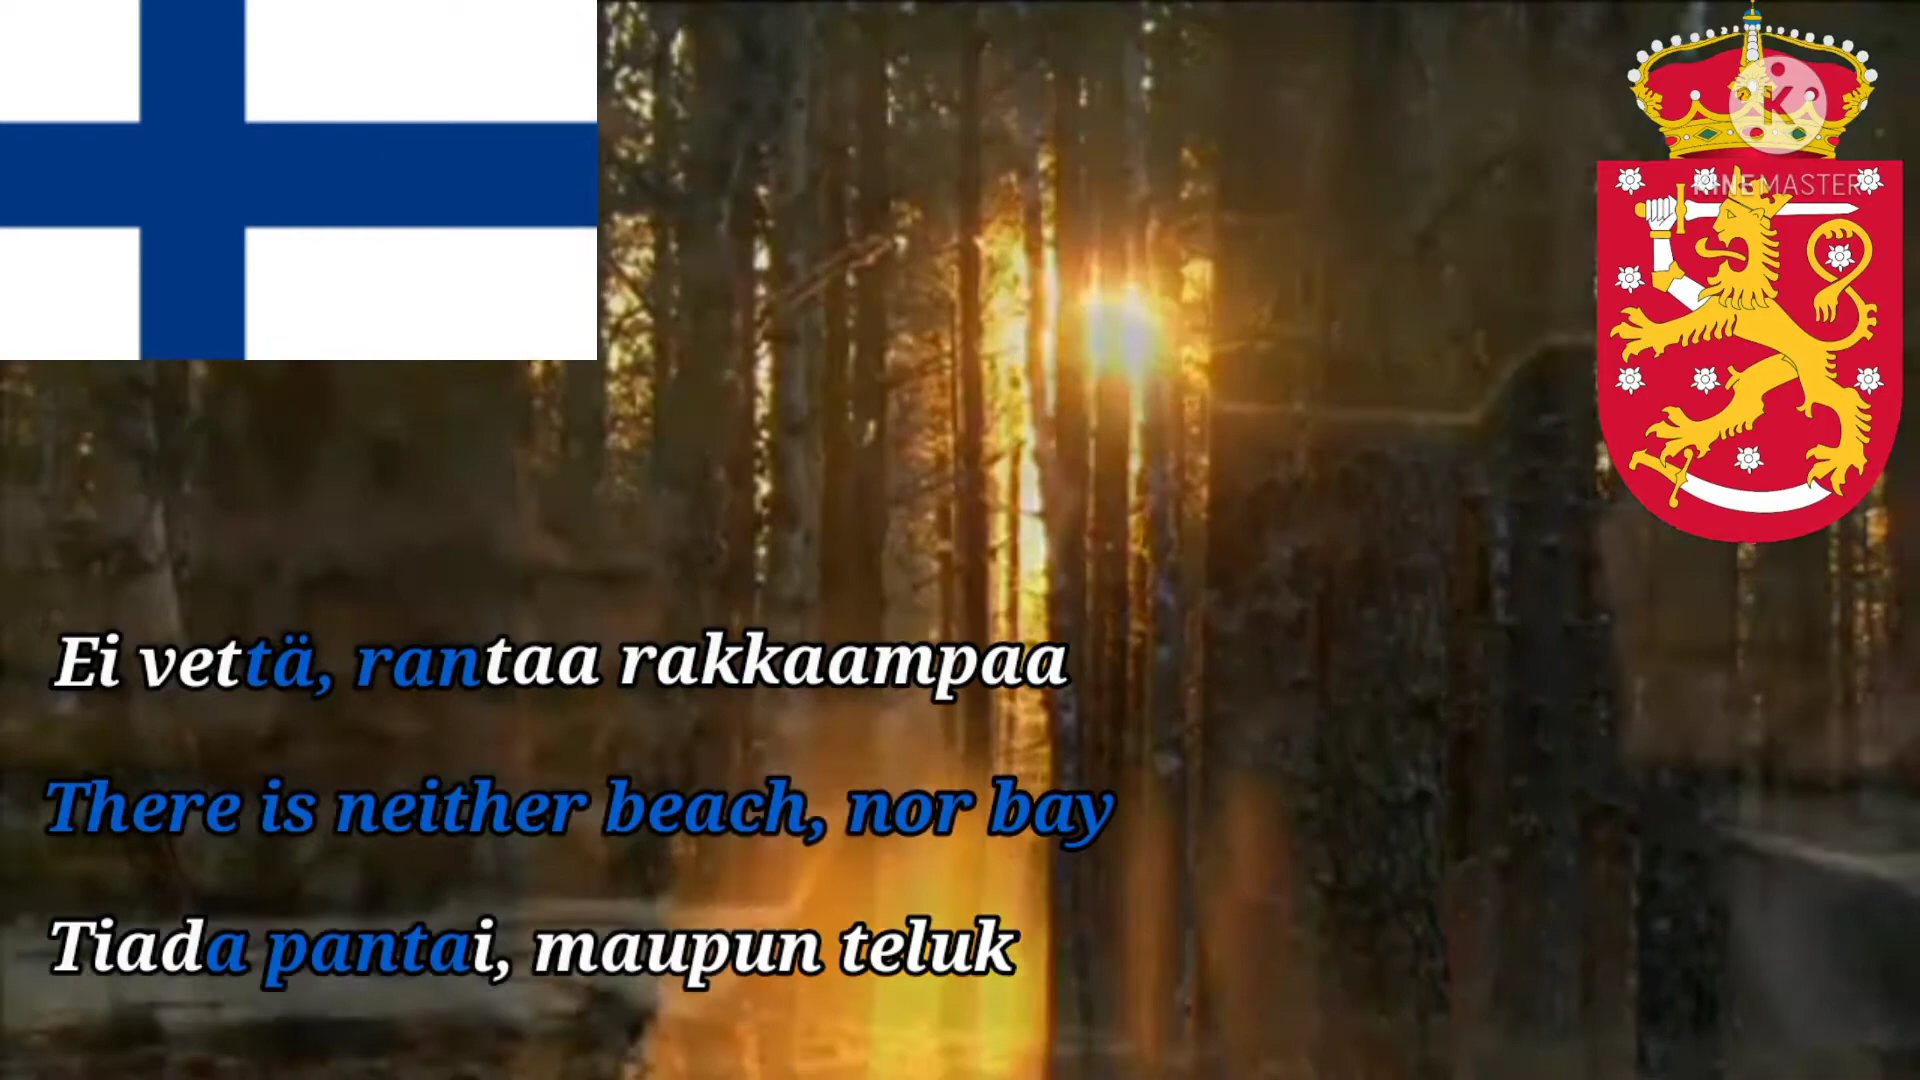 KINEMASTER
Ei vettä, rantaa rakkaampaa
There is neither beach, nor bay
Tiada pantai, maupun teluk